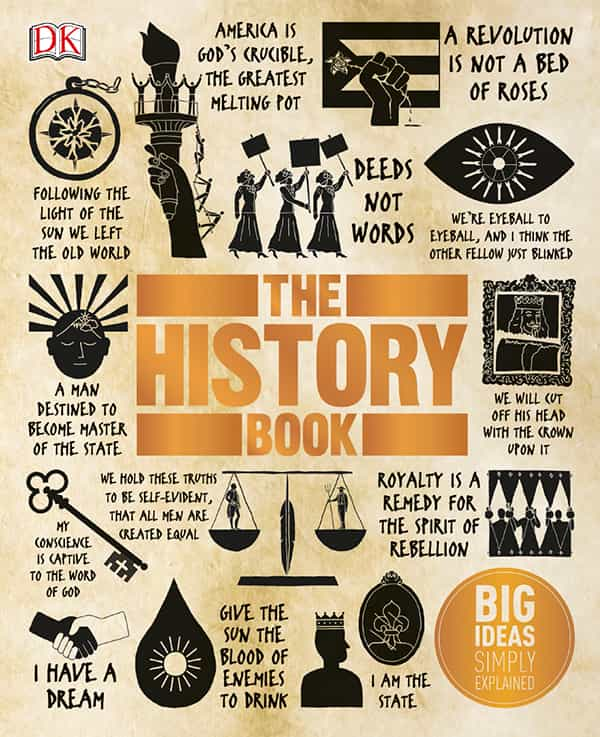 DK
AMERICA IS
GOD'S CRUCIBLE,
THE GREATEST
MELTING POT
A REVOLUTION
IS NOT A BED
OF ROSES
FOLLOWING THE
LIGHT OF THE
SUN WE LEFT
THE OLD WORLD
DEEDS
NOT
WORDS
WE'RE EYEBALL TO
EYEBALL, AND I THINK THE
OTHER FELLOW JUST BLINKED
THE
HISTORY
BOOK
A MAN
DESTINED TO
BECOME MASTER
OF THE STATE
WE WILL CUT
OFF HIS HEAD
WITH THE CROWN
UPON IT
MY
CONSCIENCE
IS CAPTIVE
TO THE WORD
OF GOD
WE HOLD THESE TRUTHS
TO BE SELF-EVIDENT,
THAT ALL MEN ARE
CREATED EQUAL
ROYALTY IS A
REMEDY FOR
THE SPIRIT OF
REBELLION
I HAVE A
DREAM
GIVE THE
SUN THE
BLOOD OF
ENEMIES
TO DRINK
I AM THE
STATE
BIG
IDEAS
SIMPLY
EXPLAINED